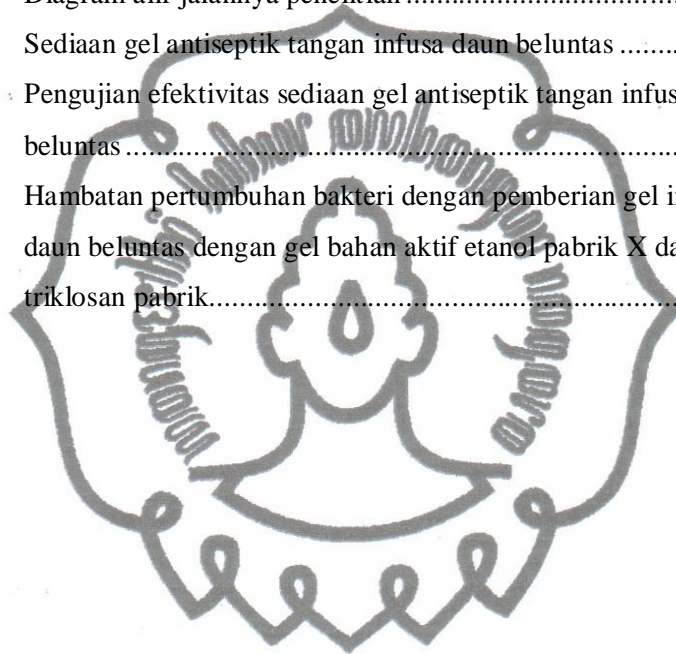 Diagram alir jalannya penelitian ........................................
Sediaan gel antiseptik tangan infusa daun beluntas ........
Pengujian efektivitas sediaan gel antiseptik tangan infus
beluntas ................................................................................
Hambatan pertumbuhan bakteri dengan pemberian gel in
daun beluntas dengan gel bahan aktif etanol pabrik X da
triklosan pabrik....................................................................